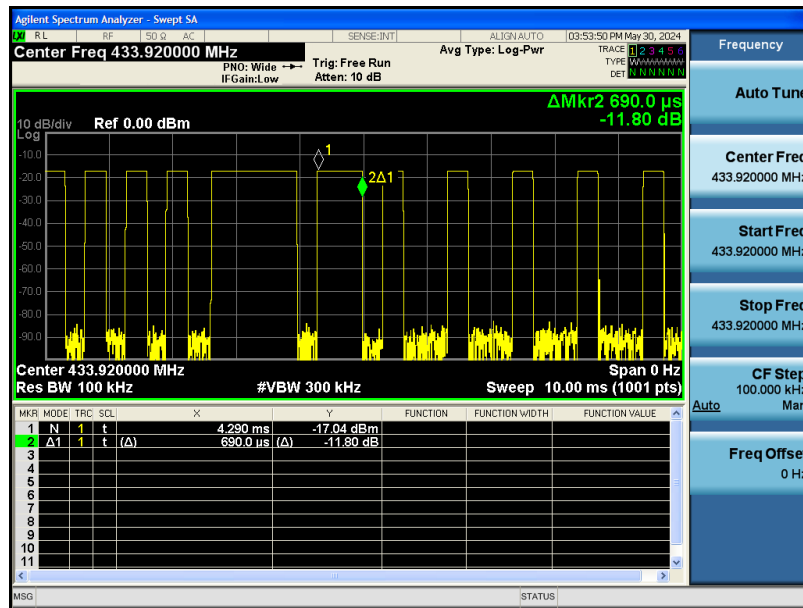 Agilent Spectrum Analyzer - Swept SA
LXI RL RF 50 Ω AC SENSE:INT ALIGN AUTO 03:53:50 PM May 30, 2024
Center Freq 433.920000 MHz
PNO: Wide
IFGain:Low
Trig: Free Run
Atten: 10 dB
Avg Type: Log-Pwr
TRACE 1 2 3 4 5 6
TYPE W
DET N N N N N N
Frequency
Auto Tune
Center Freq
433.920000 MHz
Start Freq
433.920000 MHz
Stop Freq
433.920000 MHz
CF Step
100.000 kHz
Auto Man
Freq Offset
0 Hz
ΔMkr2 690.0 µs
-11.80 dB
10 dB/div Ref 0.00 dBm
Log
-10.0
-20.0
-30.0
-40.0
-50.0
-60.0
-70.0
-80.0
-90.0
1
2Δ1
Center 433.920000 MHz Span 0 Hz
Res BW 100 kHz #VBW 300 kHz Sweep 10.00 ms (1001 pts)
MKR MODE TRC SCL X Y FUNCTION FUNCTION WIDTH FUNCTION VALUE
1 N 1 t 4.290 ms -17.04 dBm
2 Δ1 1 t (Δ) 690.0 µs (Δ) -11.80 dB
3
4
5
6
7
8
9
10
11
MSG STATUS